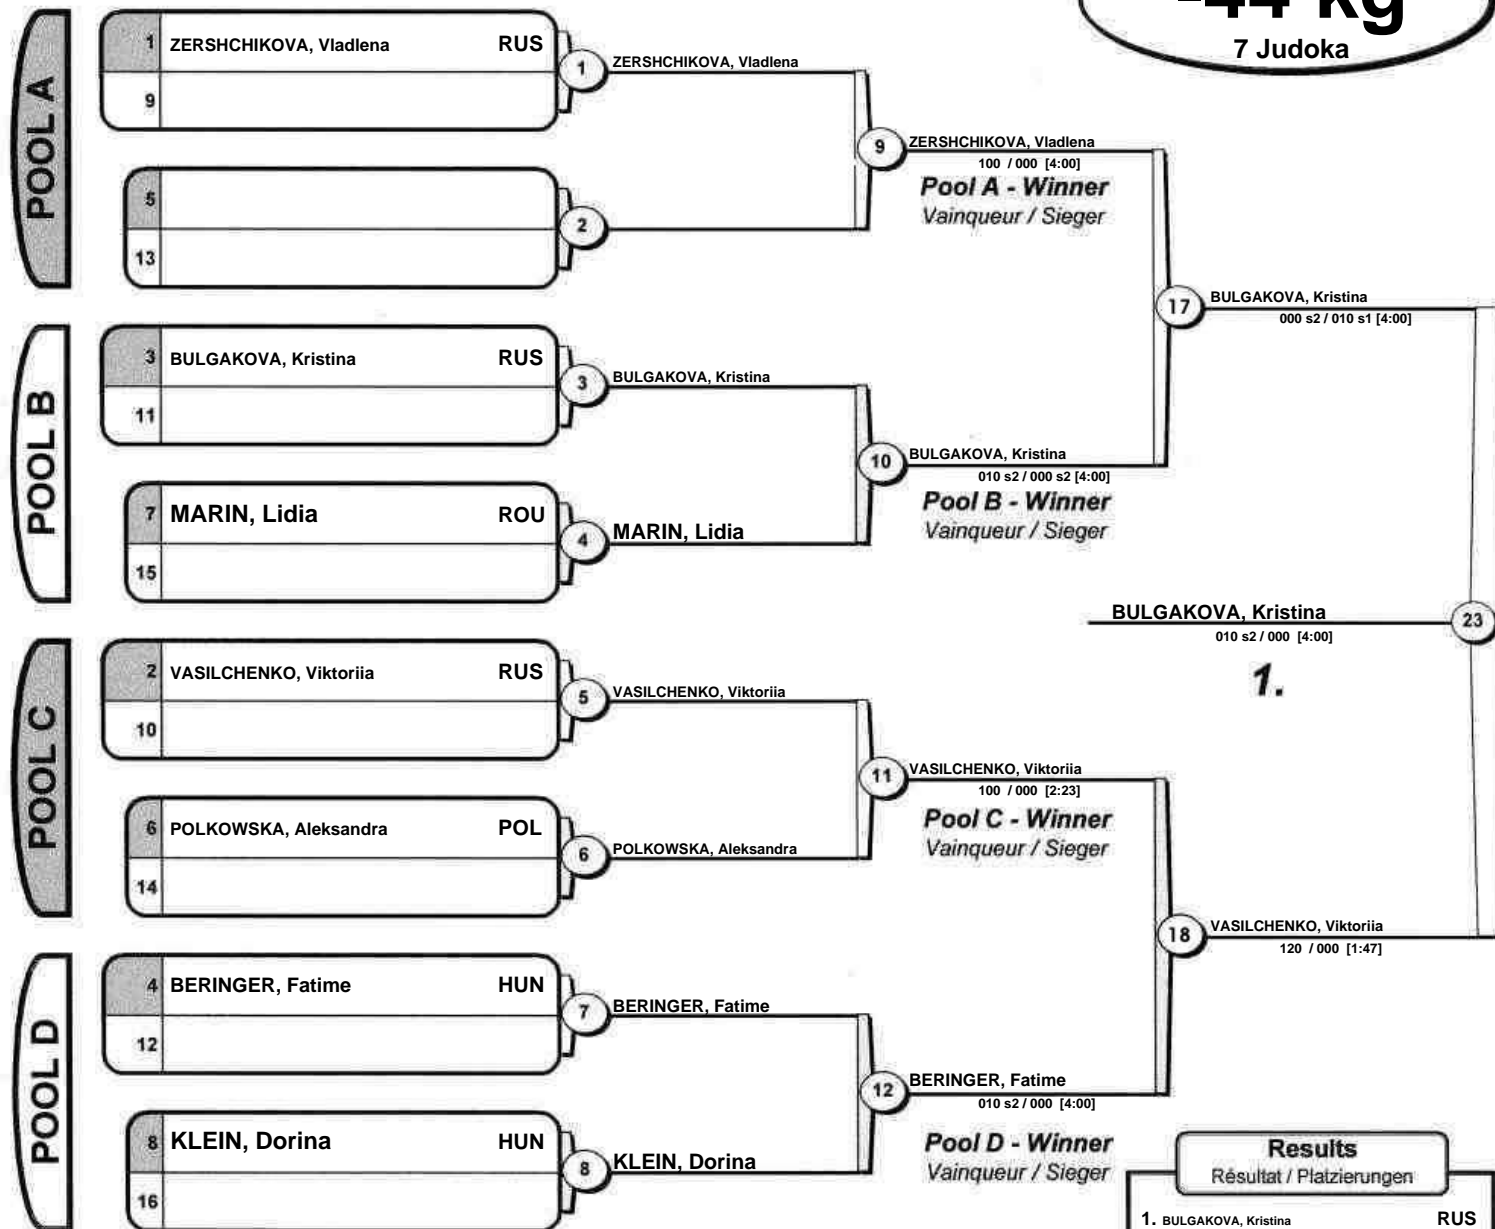 -44 kg
7 Judoka
POOL A
1 ZERSHCHIKOVA, Vladlena RUS
9
1
ZERSHCHIKOVA, Vladlena
5
13
2
9
ZERSHCHIKOVA, Vladlena
100 / 000 [4:00]
Pool A - Winner
Vainqueur / Sieger
POOL B
3 BULGAKOVA, Kristina RUS
11
3
BULGAKOVA, Kristina
7 MARIN, Lidia ROU
15
4
MARIN, Lidia
10
BULGAKOVA, Kristina
010 s2 / 000 s2 [4:00]
Pool B - Winner
Vainqueur / Sieger
17
BULGAKOVA, Kristina
000 s2 / 010 s1 [4:00]
BULGAKOVA, Kristina
010 s2 / 000 [4:00]
1.
23
POOL C
2 VASILCHENKO, Viktoriia RUS
10
5
VASILCHENKO, Viktoriia
6 POLKOWSKA, Aleksandra POL
14
6
POLKOWSKA, Aleksandra
11
VASILCHENKO, Viktoriia
100 / 000 [2:23]
Pool C - Winner
Vainqueur / Sieger
18
VASILCHENKO, Viktoriia
120 / 000 [1:47]
POOL D
4 BERINGER, Fatime HUN
12
7
BERINGER, Fatime
8 KLEIN, Dorina HUN
16
8
KLEIN, Dorina
12
BERINGER, Fatime
010 s2 / 000 [4:00]
Pool D - Winner
Vainqueur / Sieger
Results
Résultat / Platzierungen
1. BULGAKOVA, Kristina RUS